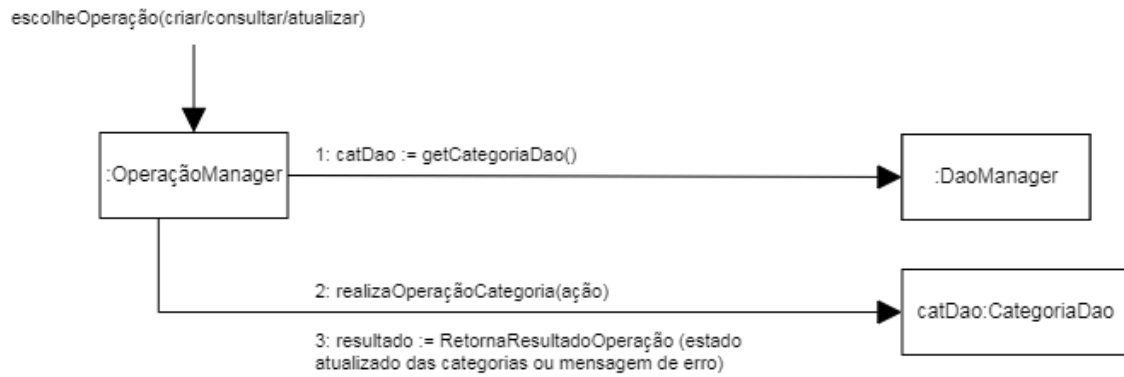 escolheOperação(criar/consultar/atualizar)
:OperaçãoManager
1: catDao := getCategoriaDao()
:DaoManager
2: realizaOperaçãoCategoria(ação)
catDao:CategoriaDao
3: resultado := RetornaResultadoOperação (estado
atualizado das categorias ou mensagem de erro)